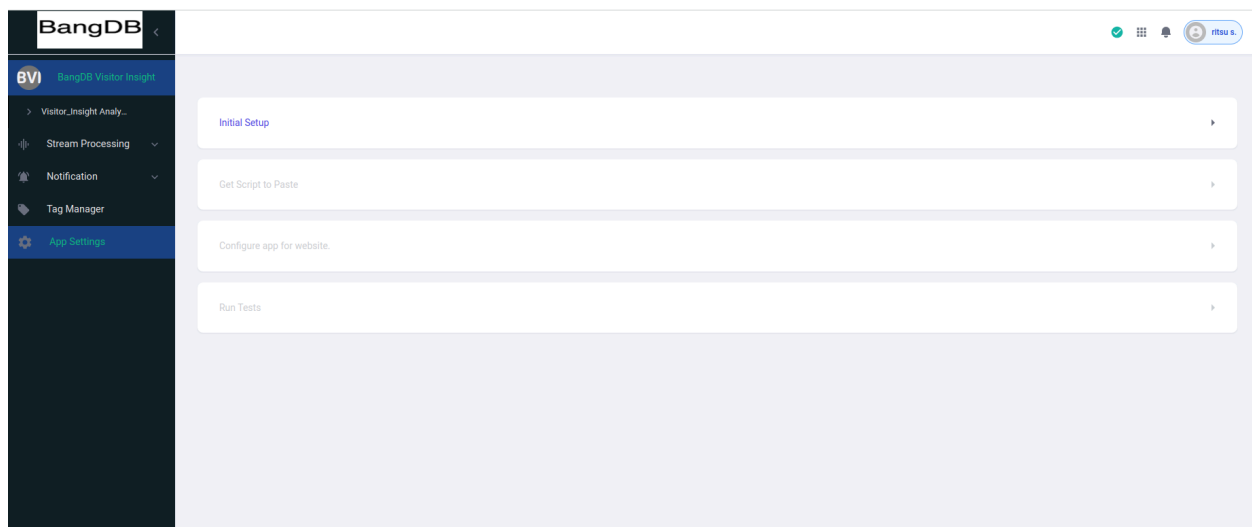 BangDB
ritsu s.
BVI
BangDB Visitor Insight
Visitor_Insight Analy...
Stream Processing
Notification
Tag Manager
App Settings
Initial Setup
Get Script to Paste
Configure app for website.
Run Tests